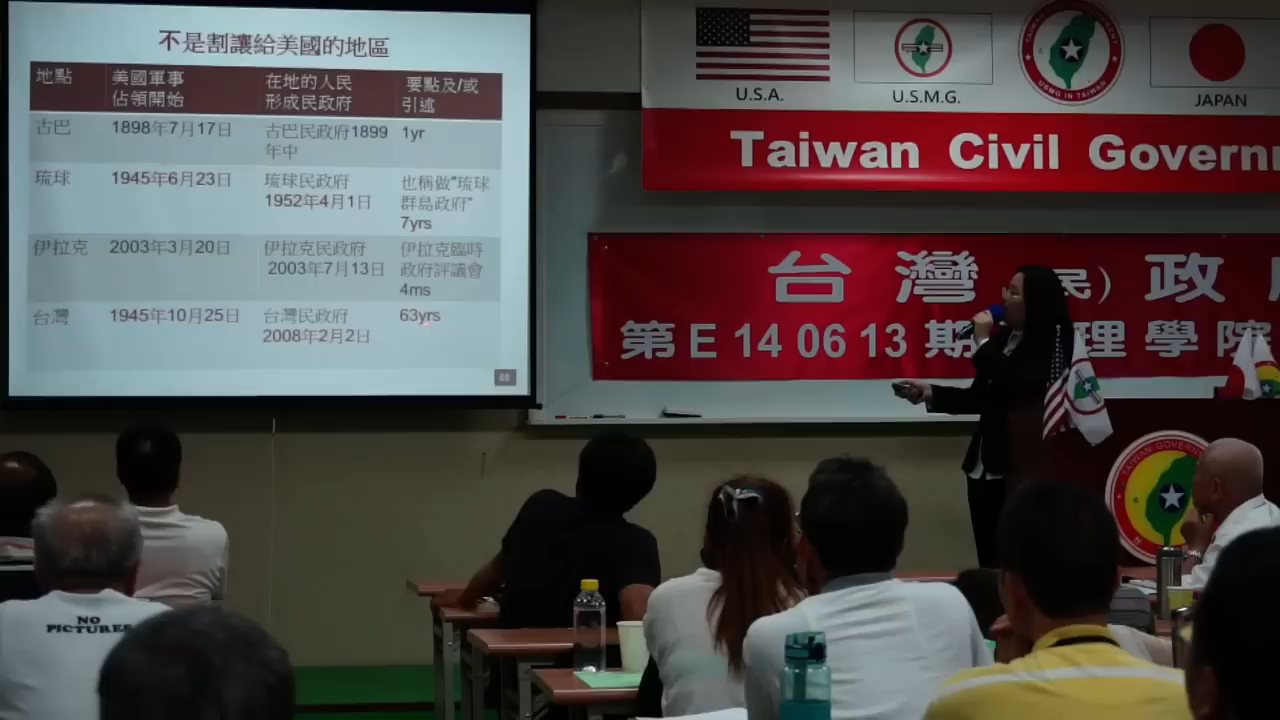 不是割讓給美國的地區
地點 美國軍事佔領開始 在地的人民形成民政府 要點及/或引述
古巴 1898年7月17日 古巴民政府1899年中 1yr
琉球 1945年6月23日 琉球民政府1952年4月1日 也稱做"琉球群島政府" 7yrs
伊拉克 2003年3月20日 伊拉克民政府 2003年7月13日 伊拉克臨時政府評議會 4ms
台灣 1945年10月25日 台灣民政府 2008年2月2日 63yrs
68
U.S.A.
U.S.M.G.
USMG IN TAIWAN
JAPAN
Taiwan Civil Governm
台灣 民）政
第E 14 06 13 期 理學院
TAIWAN GOVERN
NO
PICTURES